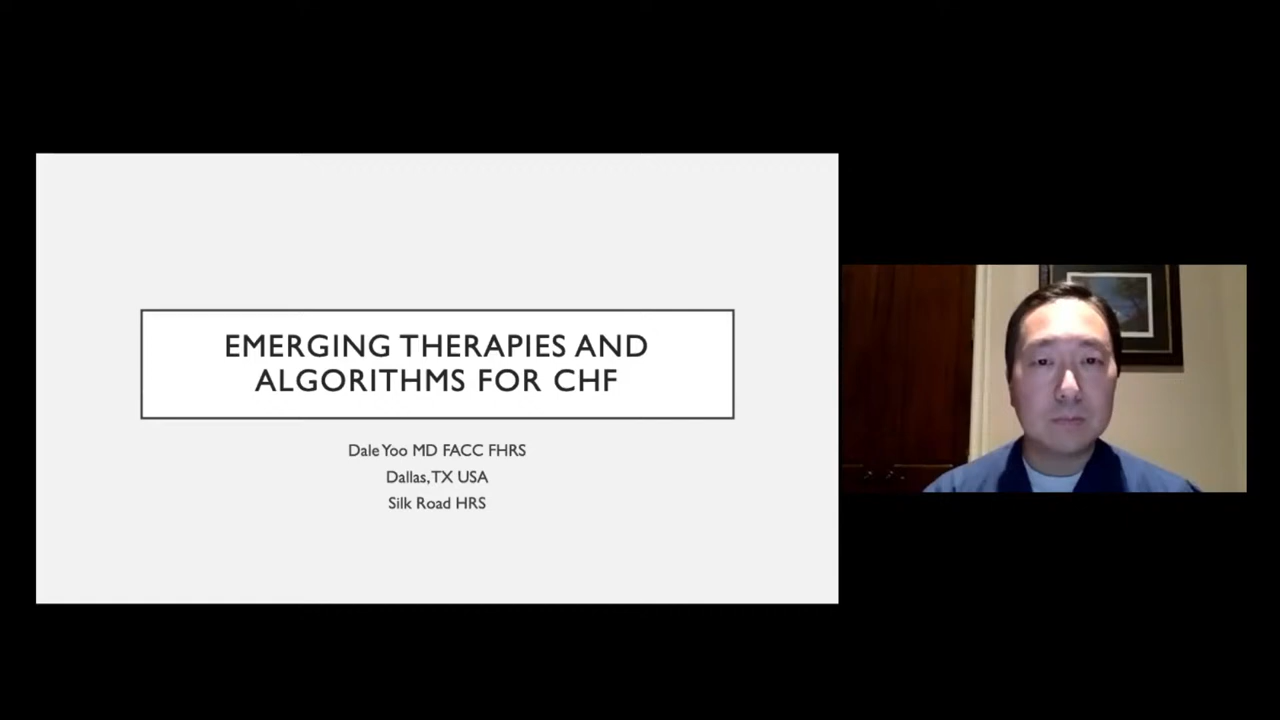 EMERGING THERAPIES AND
ALGORITHMS FOR CHF
Dale Yoo MD FACC FHRS
Dallas, TX USA
Silk Road HRS